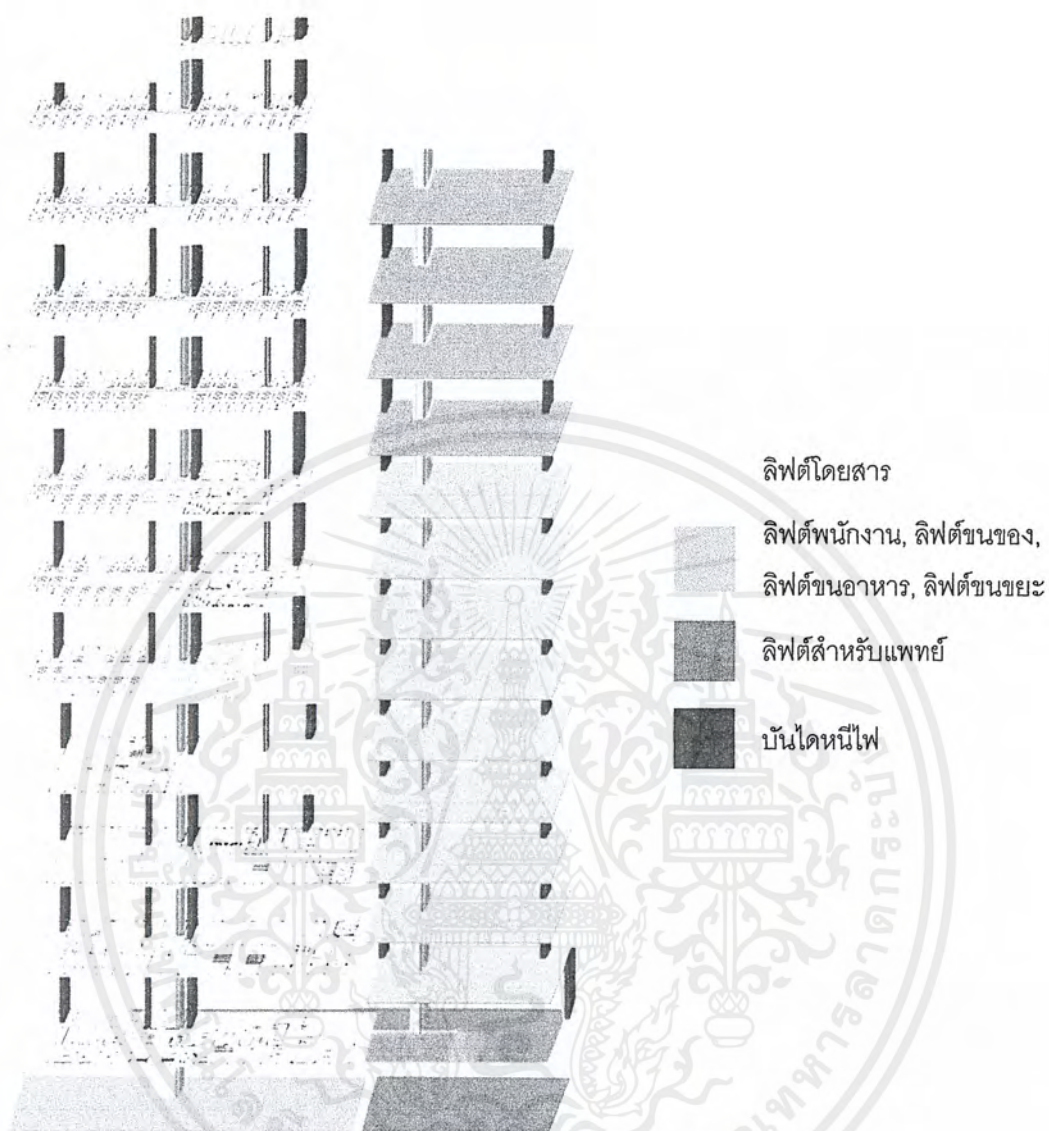 ลิฟต์โดยสาร
ลิฟต์พนักงาน, ลิฟต์ขนของ,
ลิฟต์ขนอาหาร, ลิฟต์ขนขยะ
ลิฟต์สำหรับแพทย์
บันไดหนีไฟ